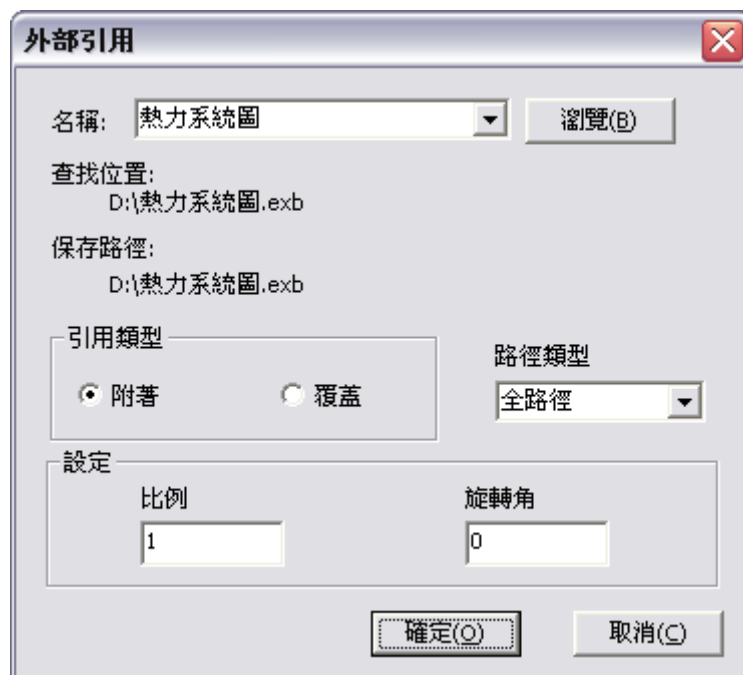 外部引用
名稱: 熱力系統圖 瀏覽(B)
查找位置:
D:\熱力系統圖.exb
保存路徑:
D:\熱力系統圖.exb
引用類型
附著 覆蓋
路徑類型
全路徑
設定
比例 旋轉角
1 0
確定(O) 取消(C)